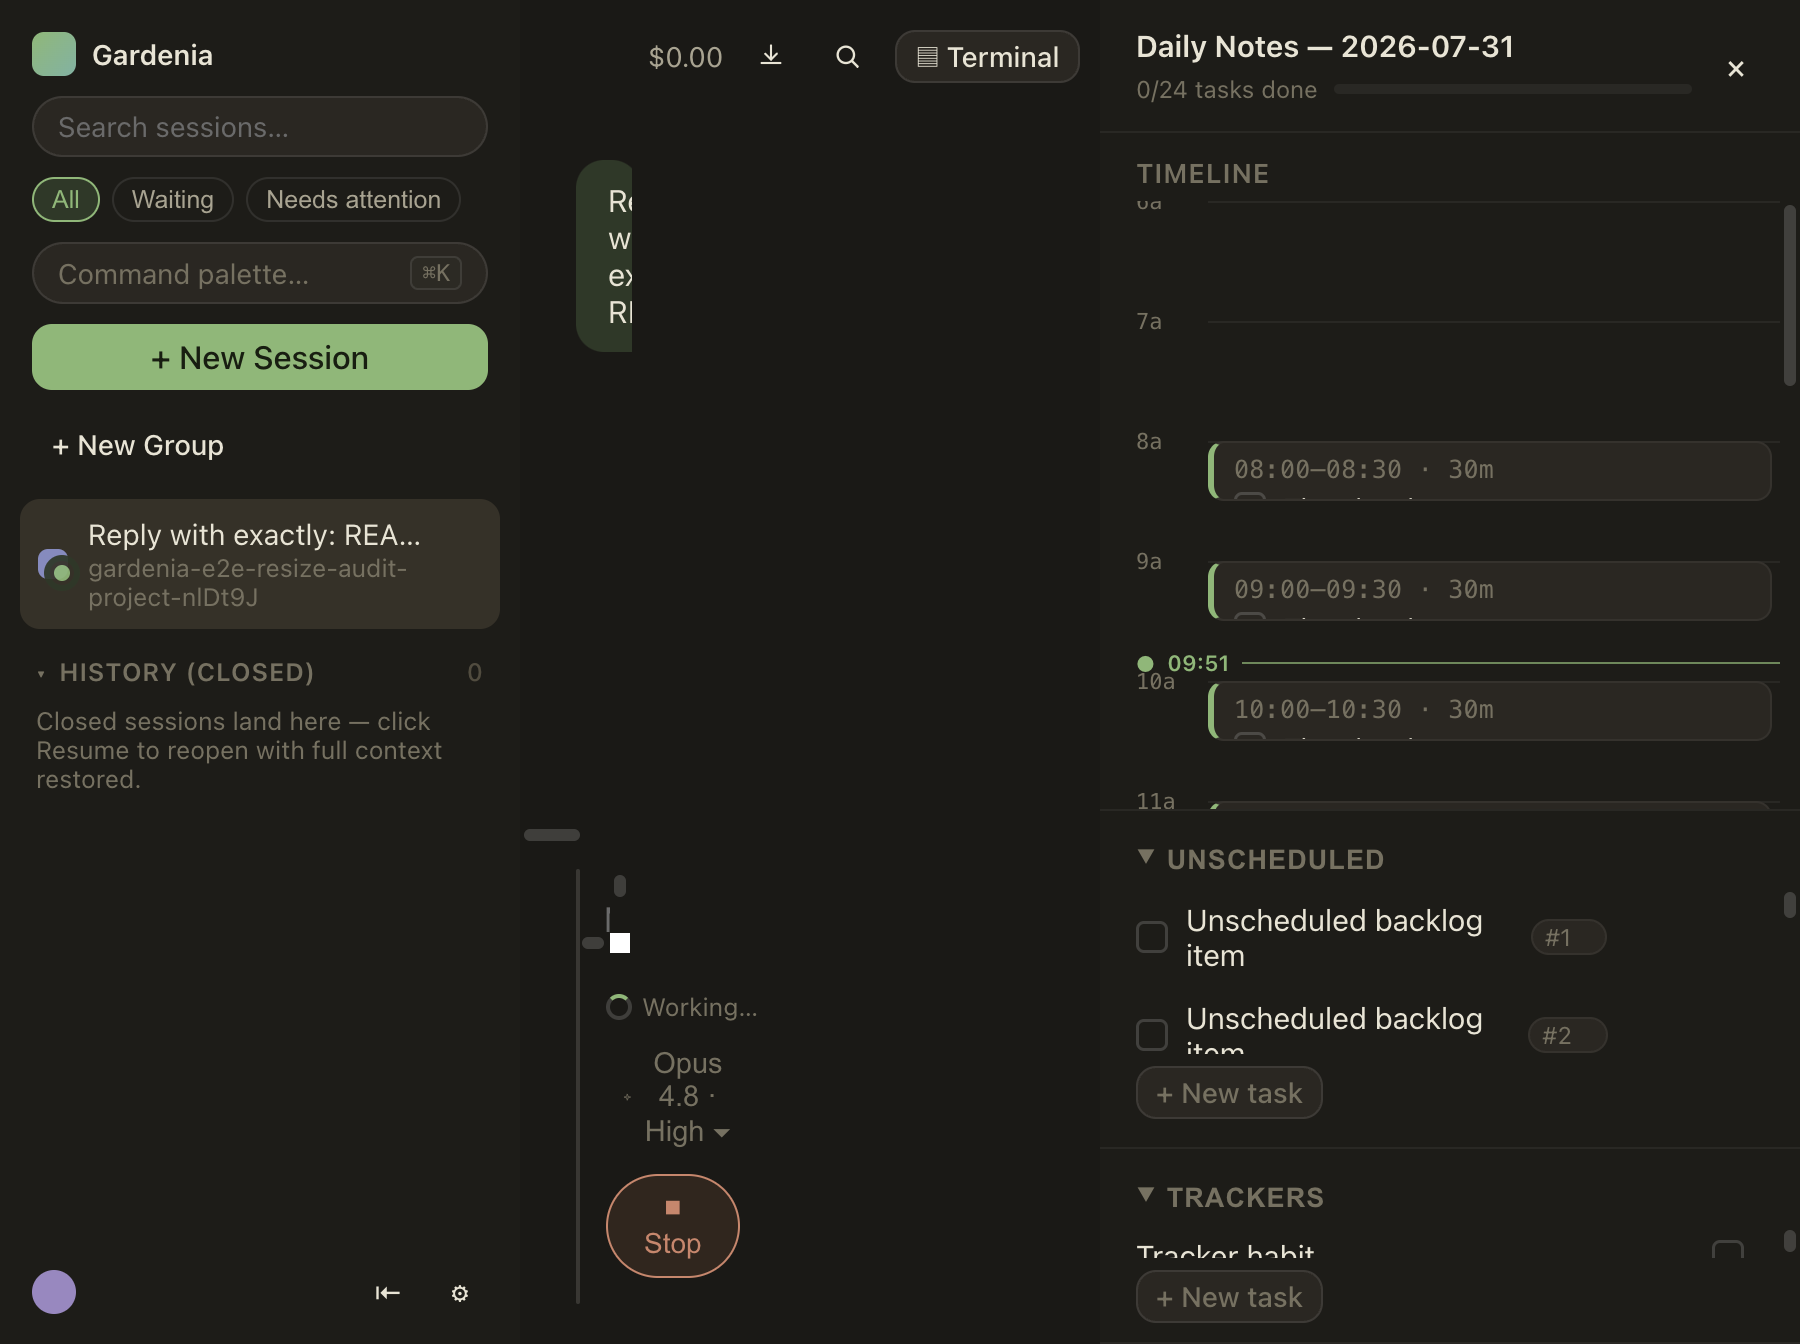 Gardenia
Search sessions...
All
Waiting
Needs attention
Command palette...
⌘K
+ New Session
+ New Group
Reply with exactly: REA...
gardenia-e2e-resize-audit-
project-nIDt9J
▾ HISTORY (CLOSED)
0
Closed sessions land here — click
Resume to reopen with full context
restored.
$0.00
Terminal
Working...
Opus
4.8 ·
High
Stop
Daily Notes — 2026-07-31
0/24 tasks done
×
TIMELINE
7a
8a
08:00–08:30 · 30m
9a
09:00–09:30 · 30m
09:51
10a
10:00–10:30 · 30m
11a
▼ UNSCHEDULED
Unscheduled backlog
item
#1
Unscheduled backlog
item
#2
+ New task
▼ TRACKERS
Tracker habit
+ New task